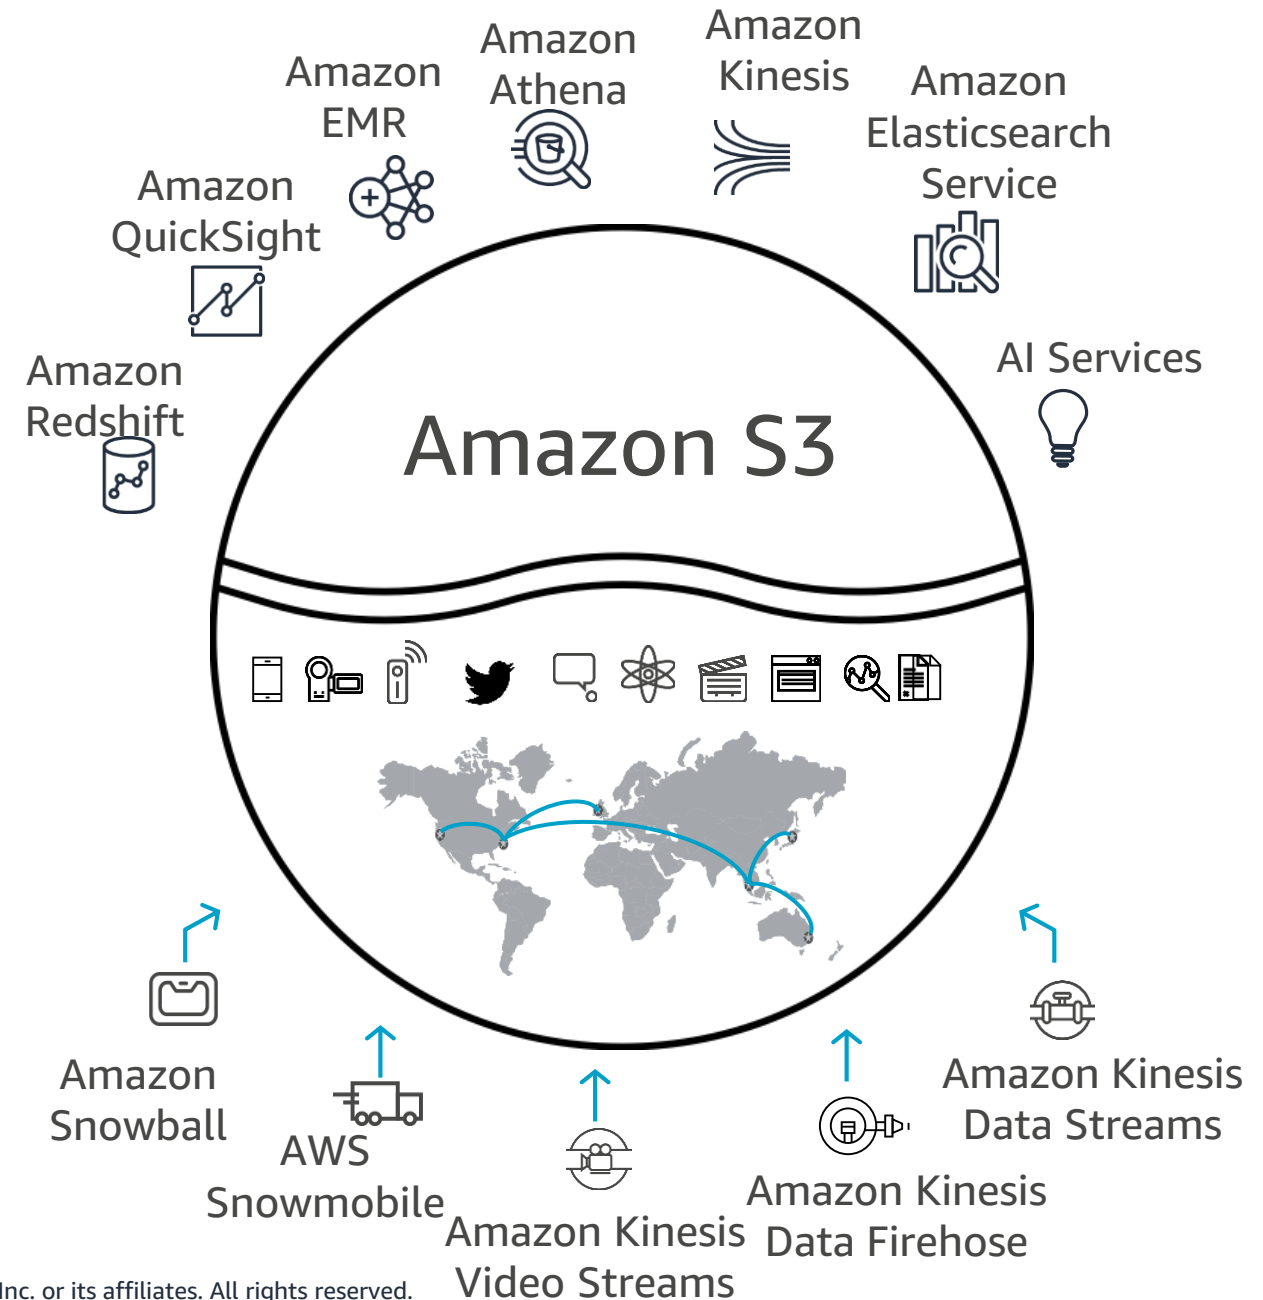 Amazon
Kinesis
Amazon
Athena
Amazon
EMR
Amazon
Elasticsearch
Service
Amazon
QuickSight
AI Services
Amazon
Redshift
Amazon S3
Amazon
Snowball
AWS
Snowmobile
Amazon Kinesis
Video Streams
Amazon Kinesis
Data Firehose
Amazon Kinesis
Data Streams
Inc. or its affiliates. All rights reserved.